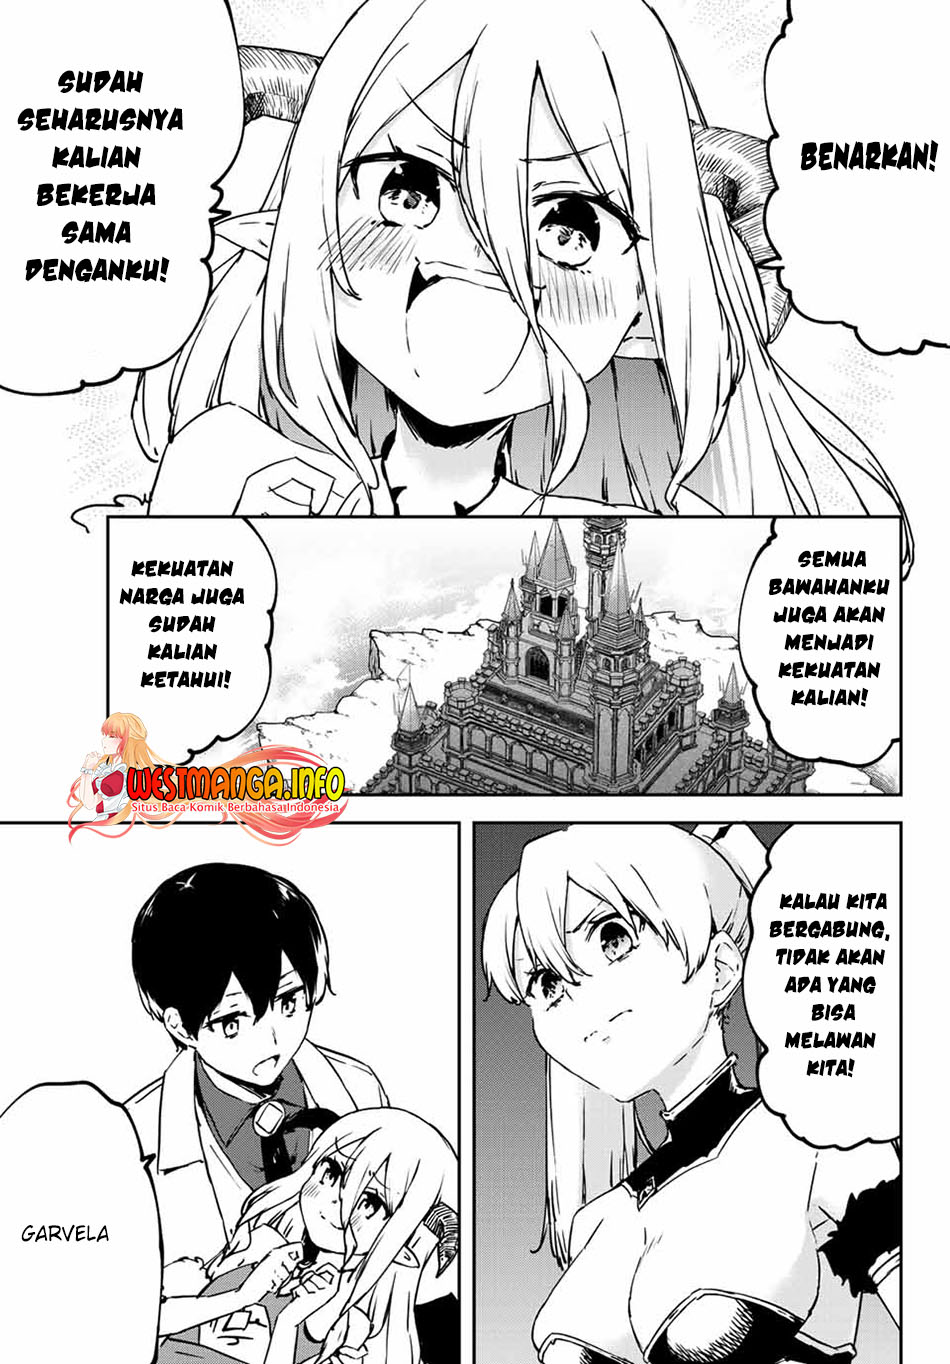 BENARKAN!
SUDAH
SEHARUSNYA
KALIAN
BEKERJA
SAMA
DENGANKU!
SEMUA
BAWAHANKU
JUGA AKAN
MENJADI
KEKUATAN
KALIAN!
KEKUATAN
NARGA JUGA
SUDAH
KALIAN
KETAHUI!
WESTMANGA.INFO
Situs Baca Komik Berbahasa Indonesia
KALAU KITA
BERGABUNG,
TIDAK AKAN
ADA YANG
BISA
MELAWAN
KITA!
GARVELA